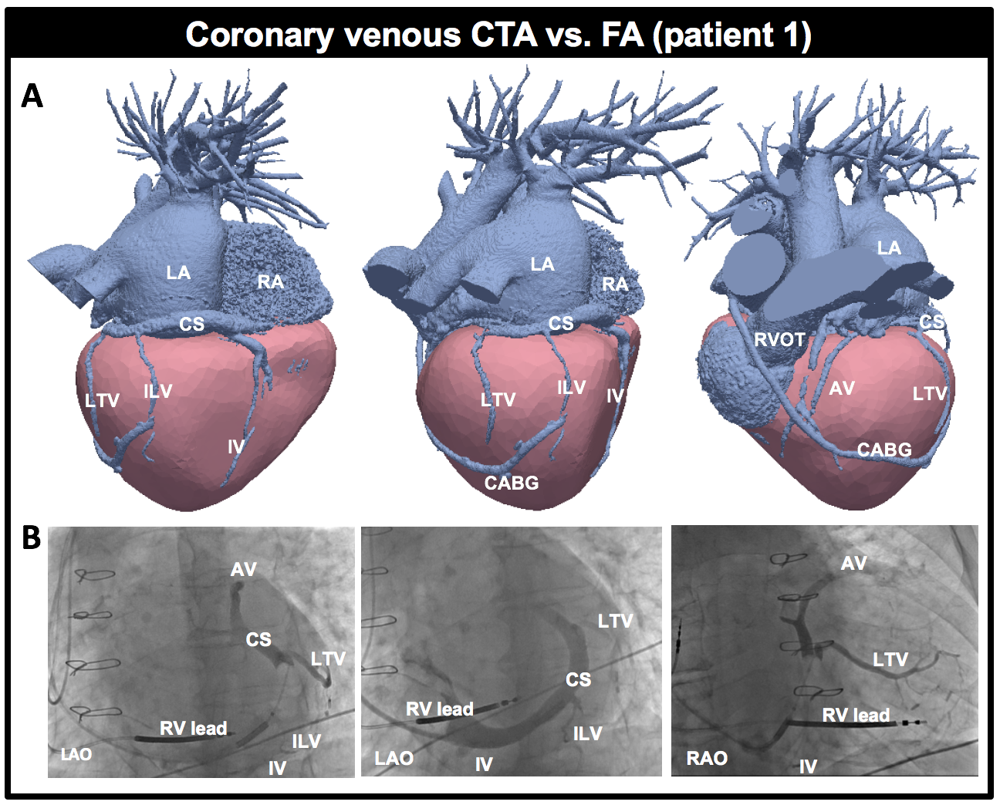 Coronary venous CTA vs. FA (patient 1)
A
LA
RA
CS
LTV
ILV
IV
LA
RA
CS
LTV
ILV
IV
CABG
LA
CS
RVOT
AV
LTV
CABG
B
AV
CS
LTV
RV lead
ILV
LAO
IV
LTV
CS
RV lead
ILV
LAO
IV
AV
LTV
RV lead
RAO
IV